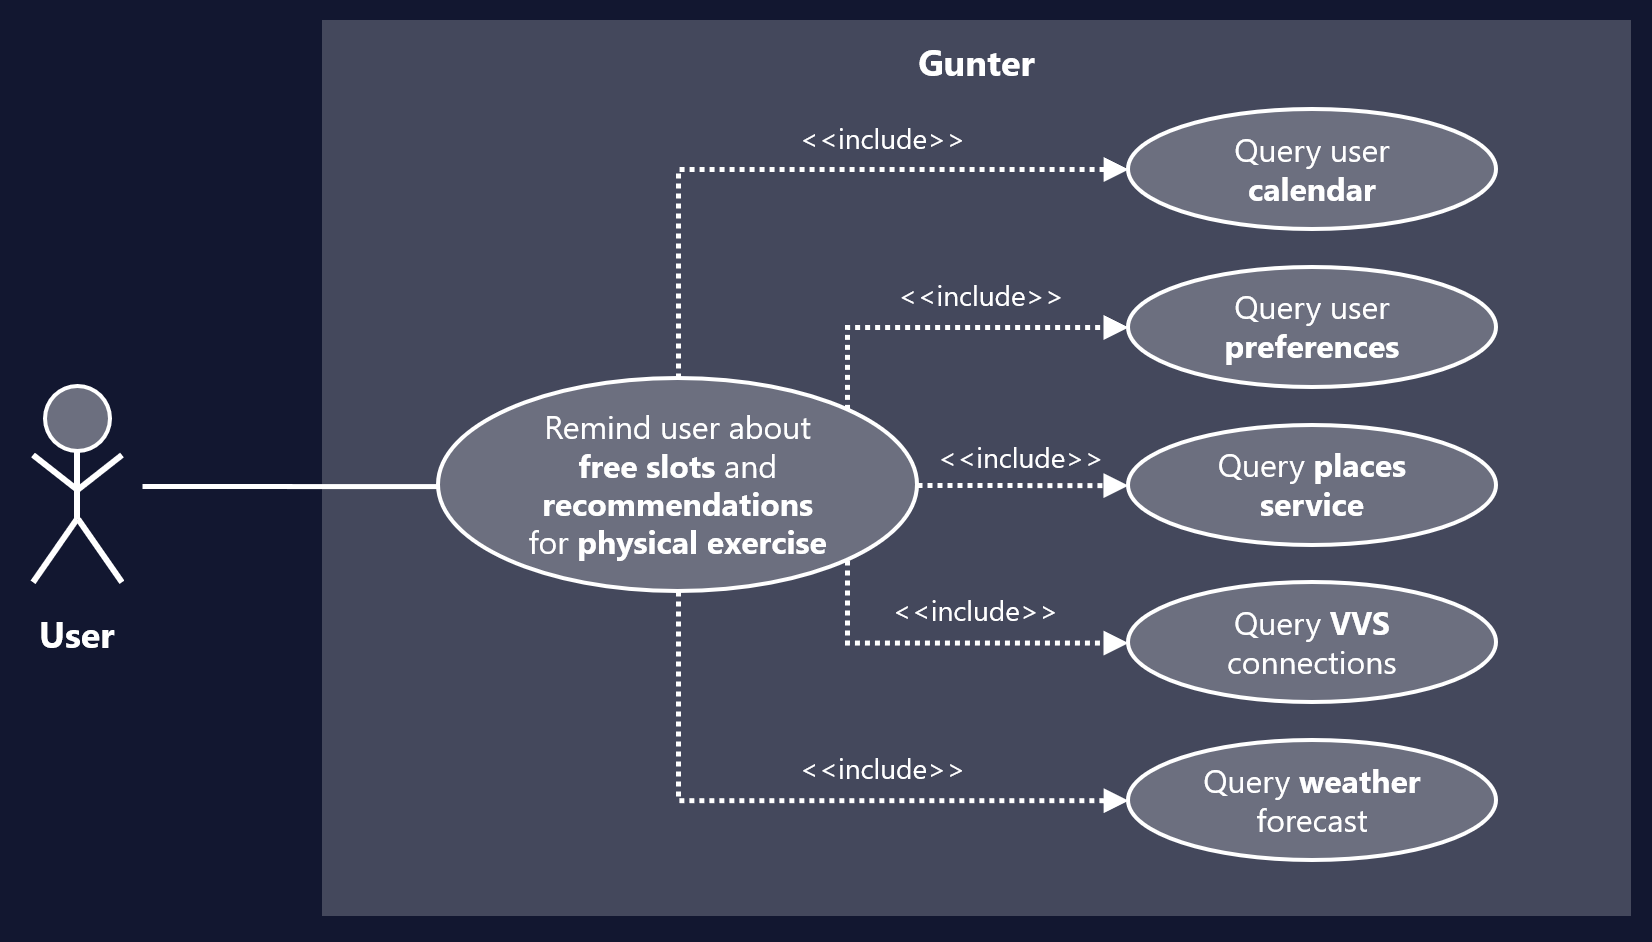 Gunter
<<include>>
Query user
calendar
<<include>>
Query user
preferences
Remind user about
free slots and
recommendations
for physical exercise
<<include>>
Query places
service
<<include>>
Query VVS
connections
User
<<include>>
Query weather
forecast